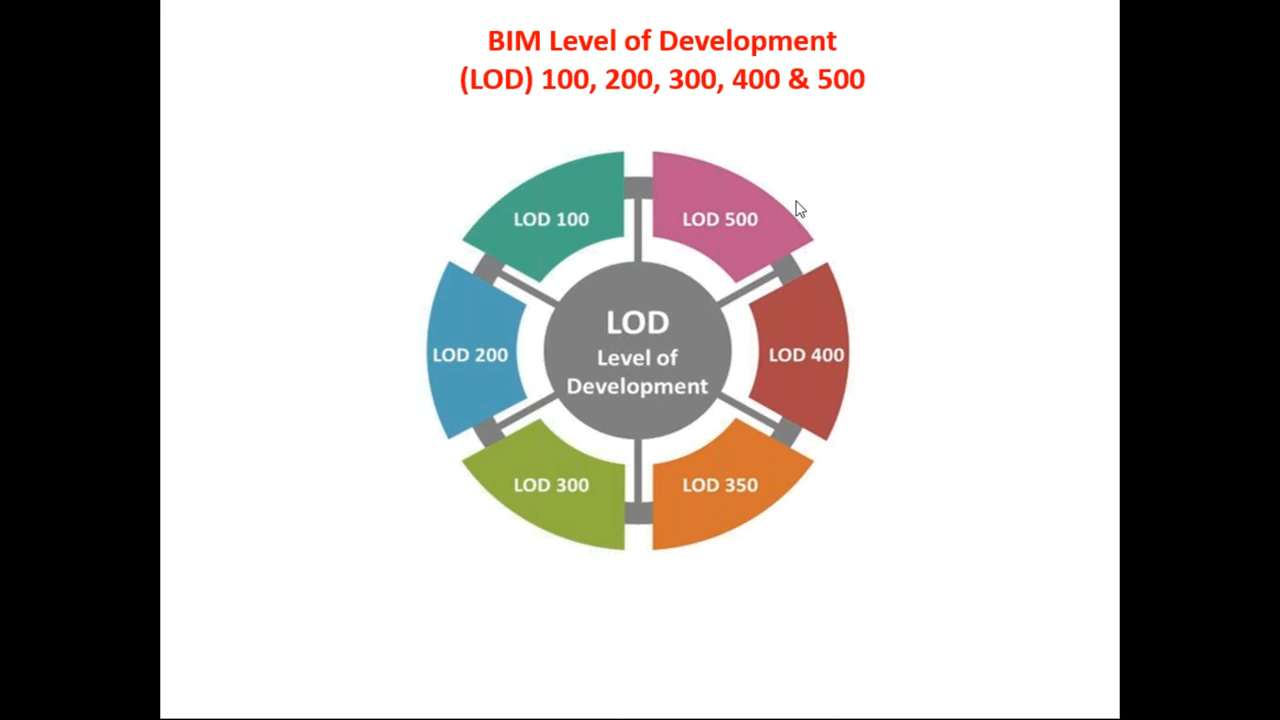 BIM Level of Development
(LOD) 100, 200, 300, 400 & 500
LOD 100
LOD 500
LOD 200
LOD
Level of
Development
LOD 400
LOD 300
LOD 350